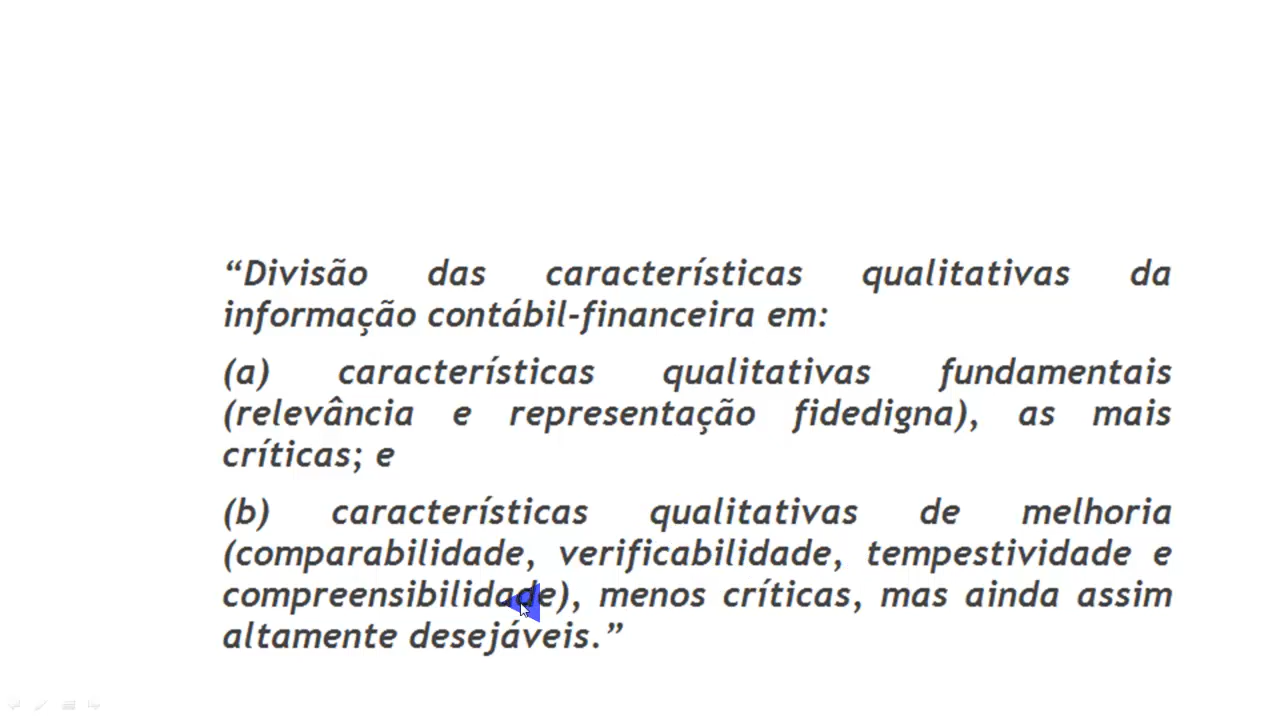 “Divisão das características qualitativas da
informação contábil-financeira em:
(a) características qualitativas fundamentais
(relevância e representação fidedigna), as mais
críticas; e
(b) características qualitativas de melhoria
(comparabilidade, verificabilidade, tempestividade e
compreensibilidade), menos críticas, mas ainda assim
altamente desejáveis.”